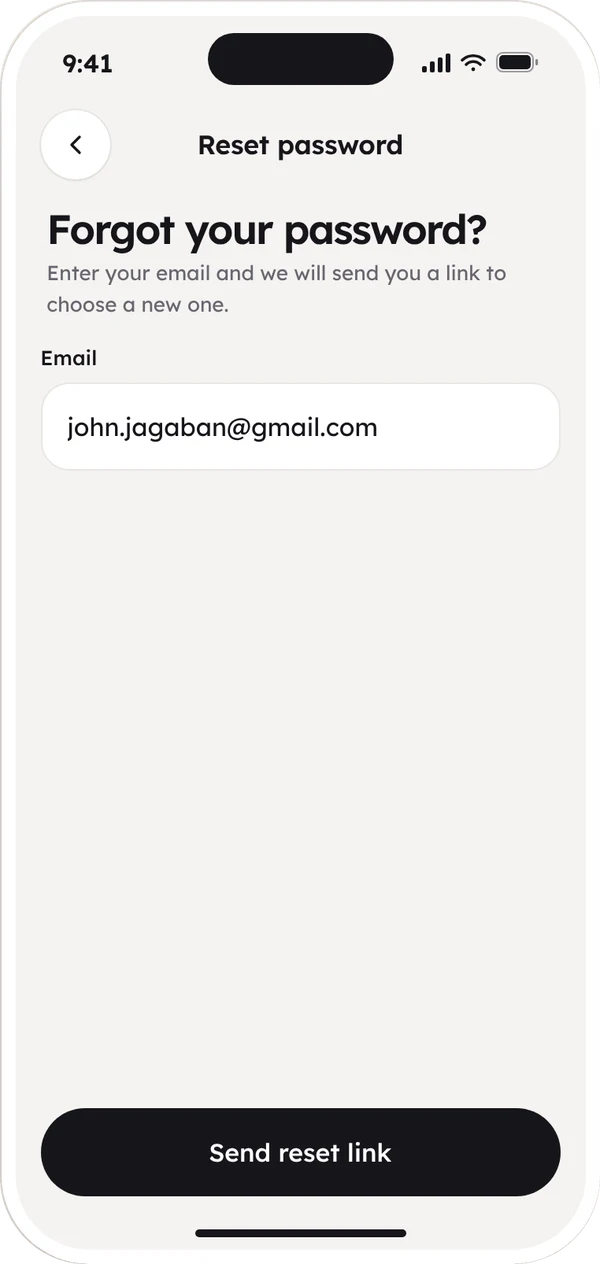 9:41
Reset password
Forgot your password?
Enter your email and we will send you a link to
choose a new one.
Email
john.jagaban@gmail.com
Send reset link